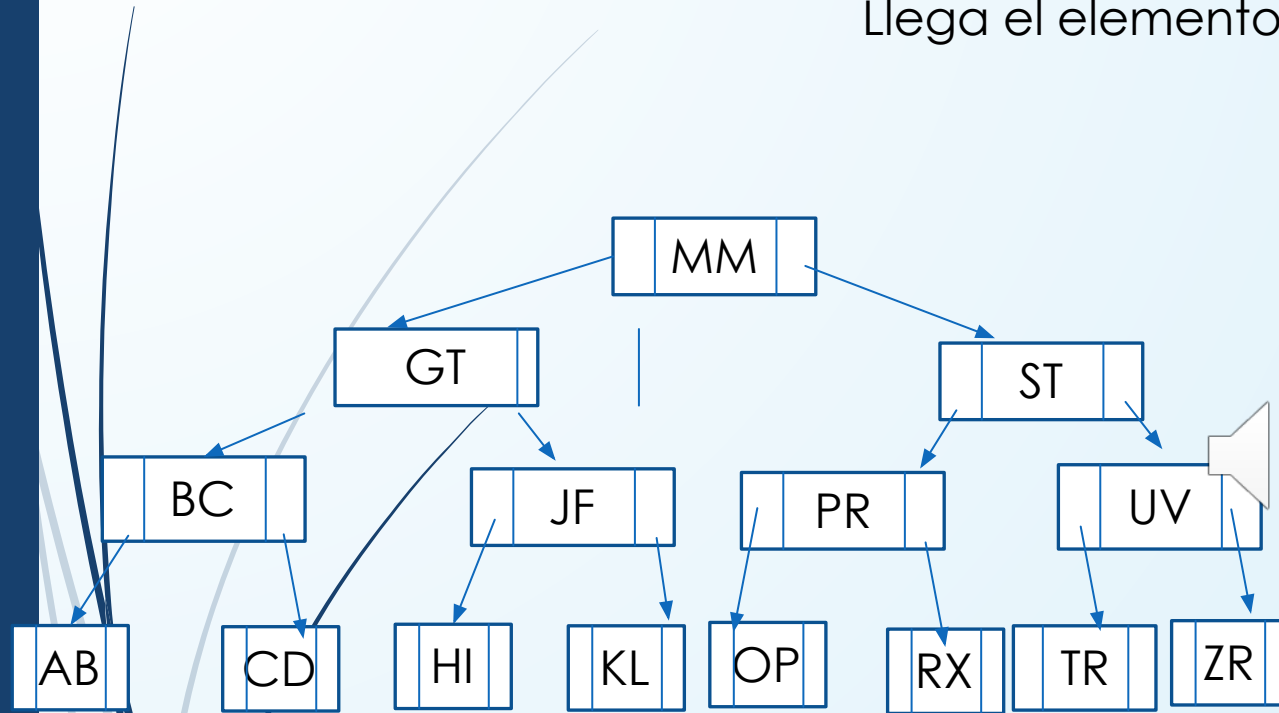 Llega el elemento
MM
GT
ST
BC
JF
PR
UV
AB
CD
HI
KL
OP
RX
TR
ZR